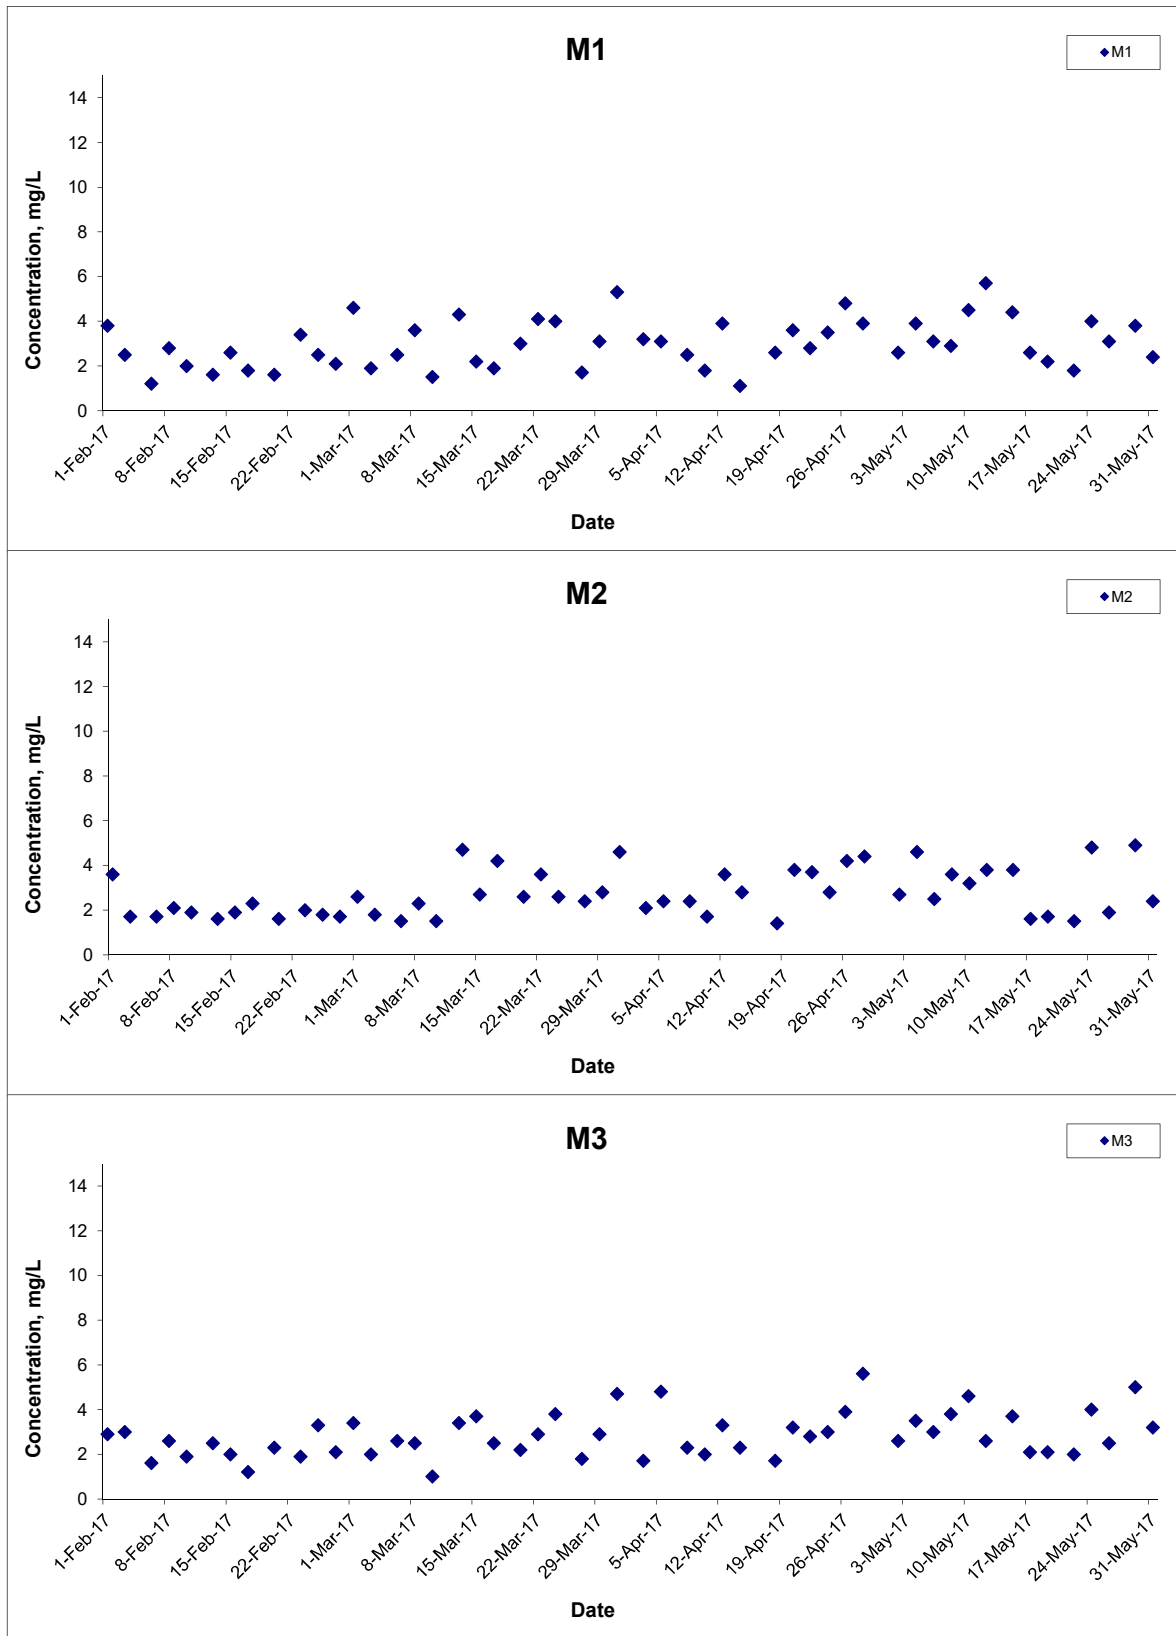 M1
M1
14
12
10
8
6
4
2
0
Concentration, mg/L
1-Feb-17 8-Feb-17 15-Feb-17 22-Feb-17 1-Mar-17 8-Mar-17 15-Mar-17 22-Mar-17 29-Mar-17 5-Apr-17 12-Apr-17 19-Apr-17 26-Apr-17 3-May-17 10-May-17 17-May-17 24-May-17 31-May-17
Date
M2
M2
14
12
10
8
6
4
2
0
Concentration, mg/L
1-Feb-17 8-Feb-17 15-Feb-17 22-Feb-17 1-Mar-17 8-Mar-17 15-Mar-17 22-Mar-17 29-Mar-17 5-Apr-17 12-Apr-17 19-Apr-17 26-Apr-17 3-May-17 10-May-17 17-May-17 24-May-17 31-May-17
Date
M3
M3
14
12
10
8
6
4
2
0
Concentration, mg/L
1-Feb-17 8-Feb-17 15-Feb-17 22-Feb-17 1-Mar-17 8-Mar-17 15-Mar-17 22-Mar-17 29-Mar-17 5-Apr-17 12-Apr-17 19-Apr-17 26-Apr-17 3-May-17 10-May-17 17-May-17 24-May-17 31-May-17
Date